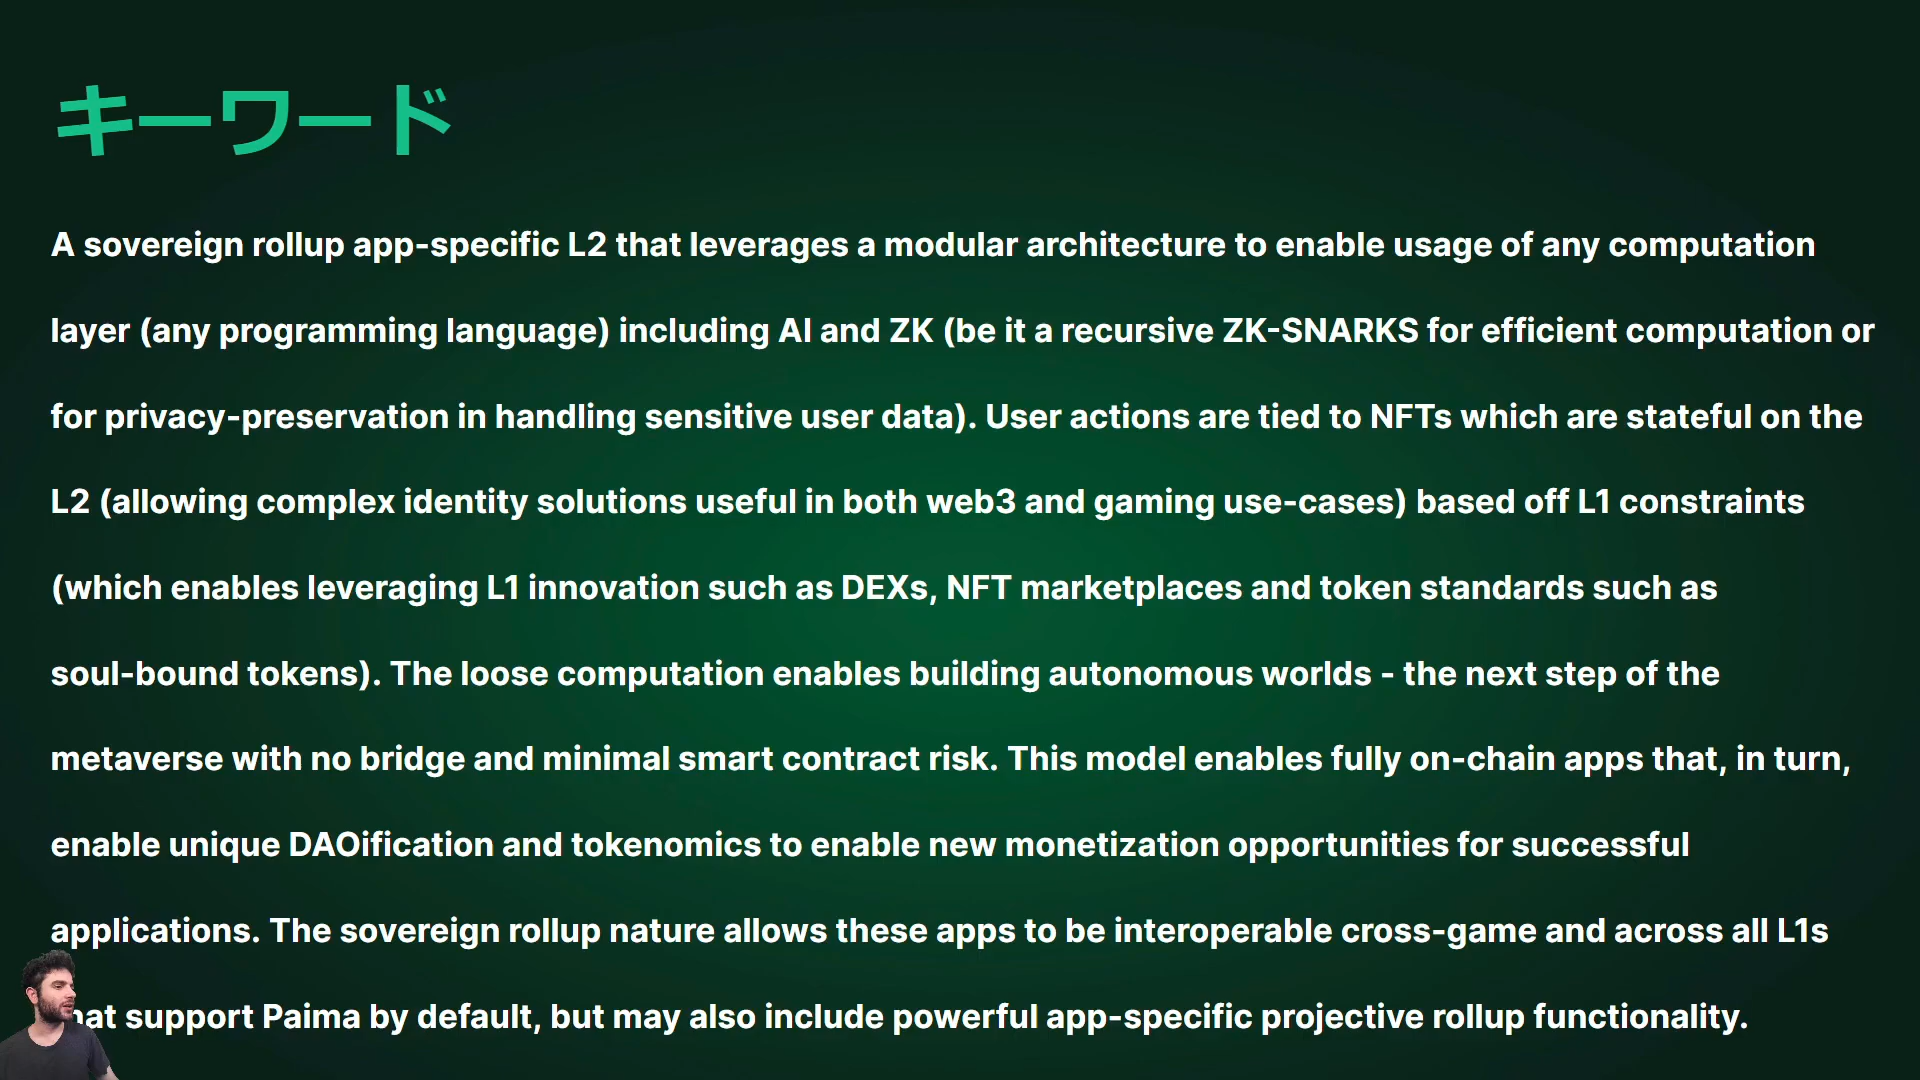 キーワード
A sovereign rollup app-specific L2 that leverages a modular architecture to enable usage of any computation
layer (any programming language) including AI and ZK (be it a recursive ZK-SNARKS for efficient computation or
for privacy-preservation in handling sensitive user data). User actions are tied to NFTs which are stateful on the
L2 (allowing complex identity solutions useful in both web3 and gaming use-cases) based off L1 constraints
(which enables leveraging L1 innovation such as DEXs, NFT marketplaces and token standards such as
soul-bound tokens). The loose computation enables building autonomous worlds - the next step of the
metaverse with no bridge and minimal smart contract risk. This model enables fully on-chain apps that, in turn,
enable unique DAOification and tokenomics to enable new monetization opportunities for successful
applications. The sovereign rollup nature allows these apps to be interoperable cross-game and across all L1s
that support Paima by default, but may also include powerful app-specific projective rollup functionality.